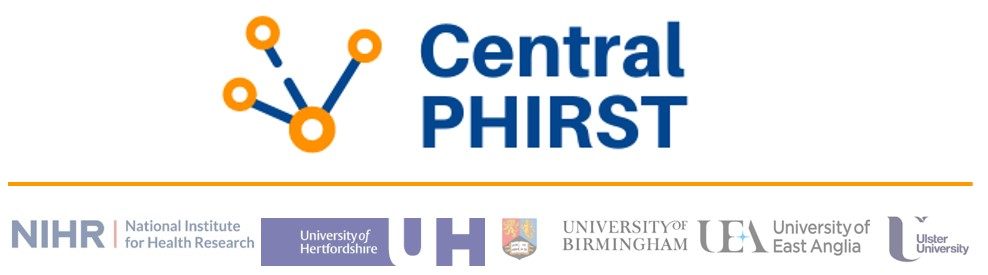 Central
PHIRST
NIHR | National Institute
for Health Research
University of
Hertfordshire
UH
UNIVERSITY OF
BIRMINGHAM
UEA
University of
East Anglia
Ulster
University